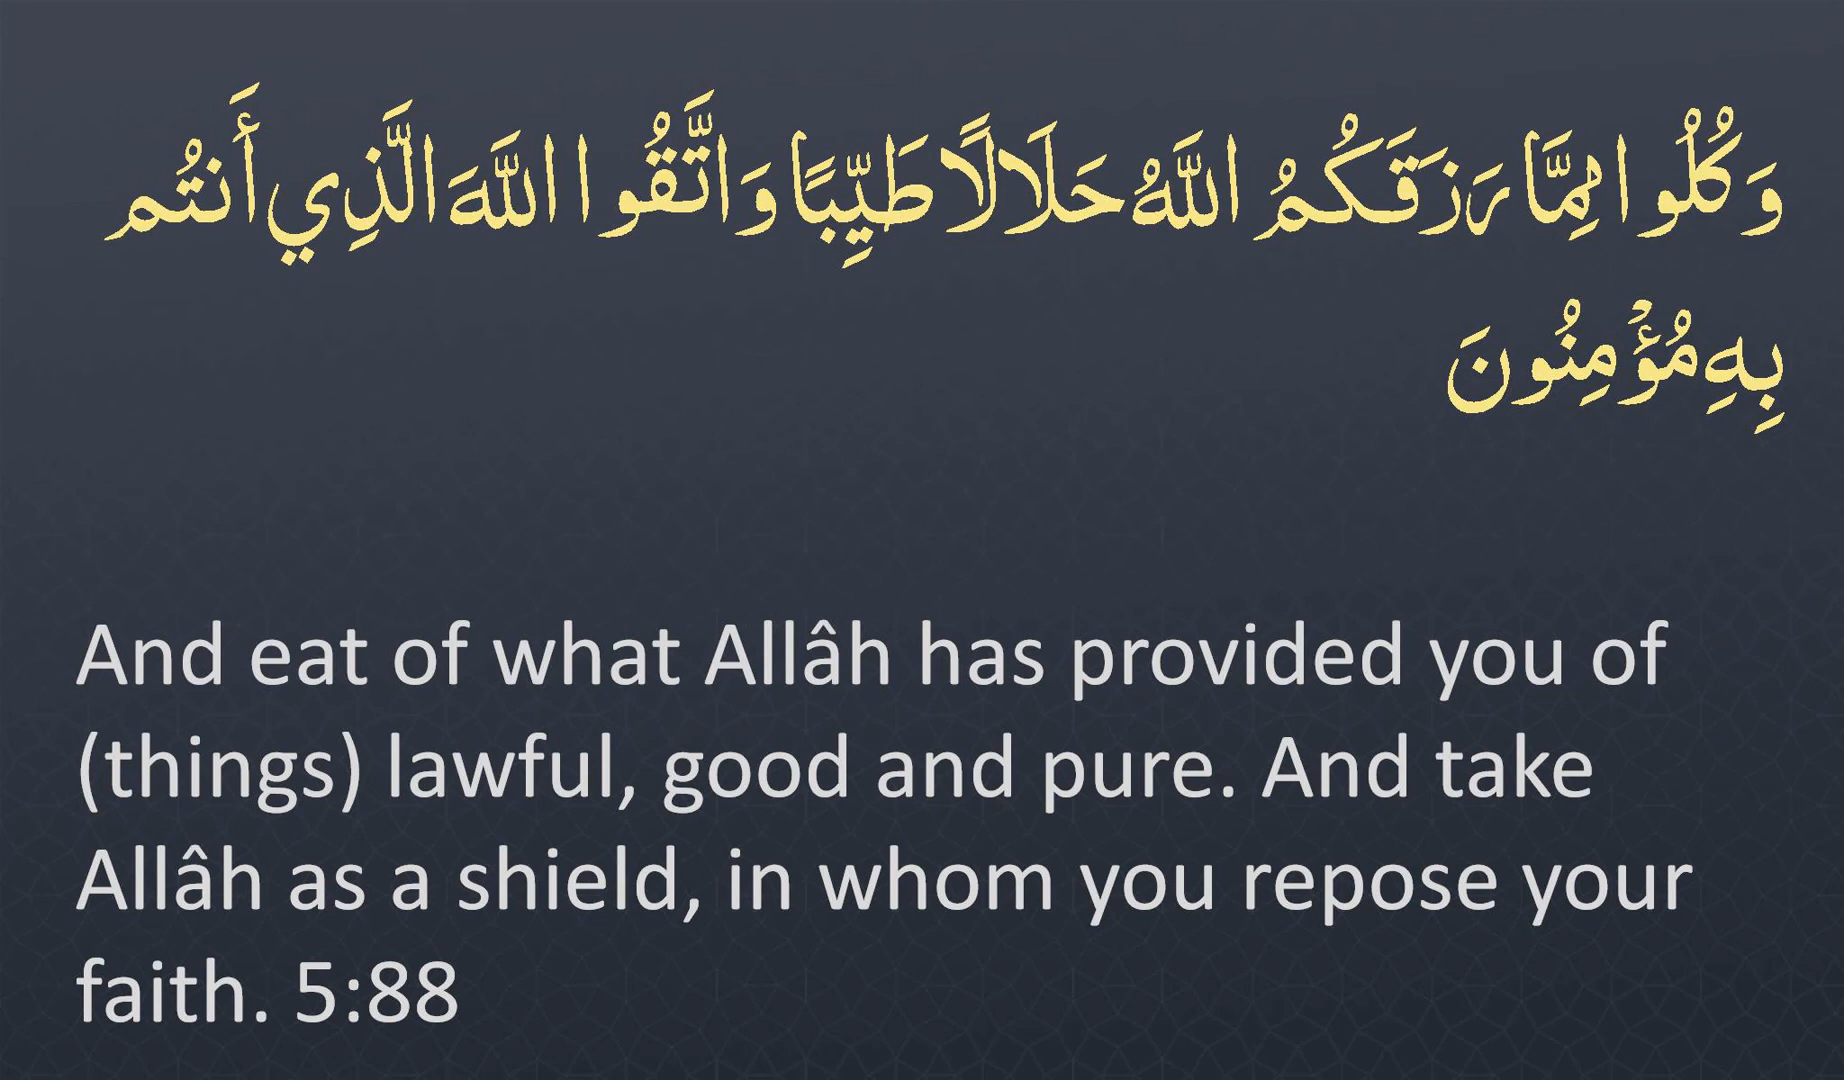 وَكُلُوا مِمَّا رَزَقَكُمُ اللَّهُ حَلَالًا طَيِّبًا وَاتَّقُوا اللَّهَ الَّذِي أَنتُم
بِهِ مُؤْمِنُونَ
And eat of what Allâh has provided you of
(things) lawful, good and pure. And take
Allâh as a shield, in whom you repose your
faith. 5:88